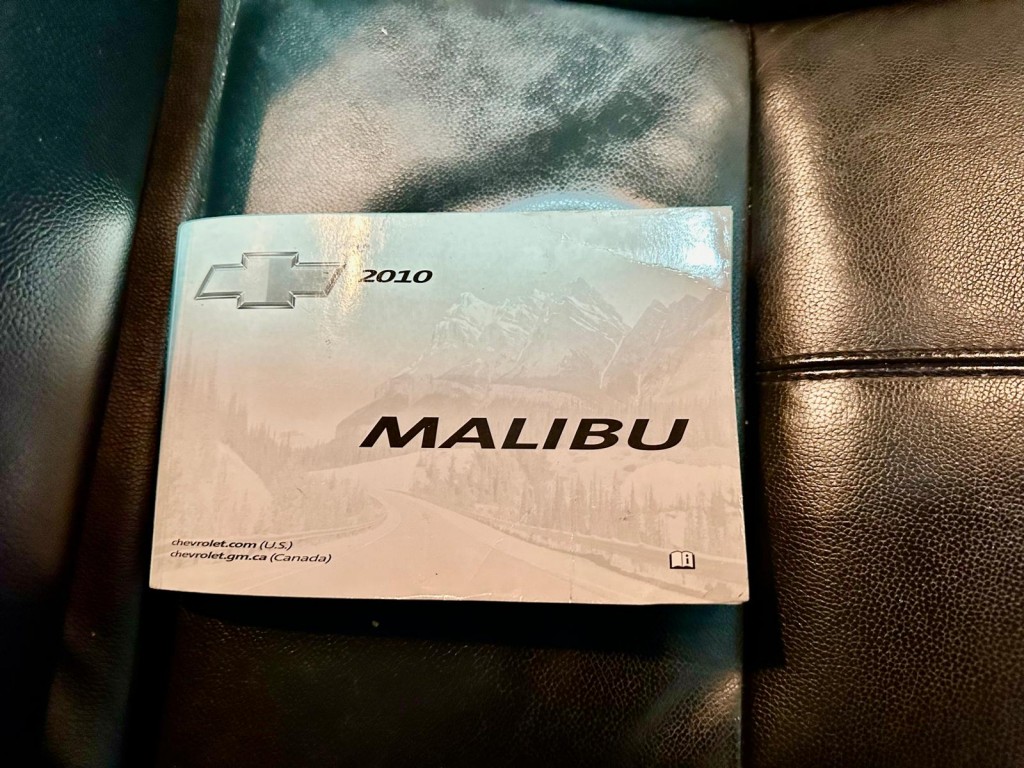 2010
MALIBU
chevrolet.com (U.S.)
chevrolet.gm.ca (Canada)
i